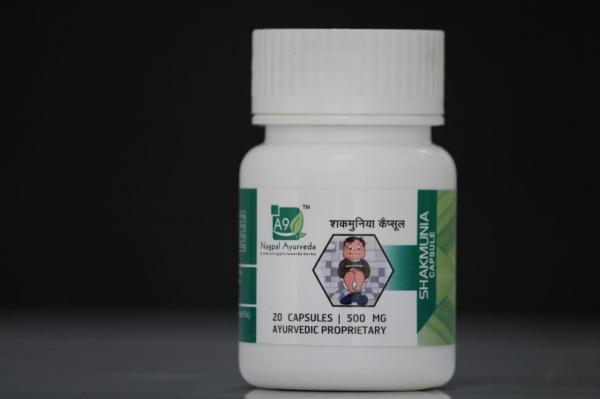 A9 ™
Nagpal Ayurveda
शकमुनिया कॅप्सूल
20 CAPSULES | 500 MG
AYURVEDIC PROPRIETARY
SHAKMUNIA
CAPSULE